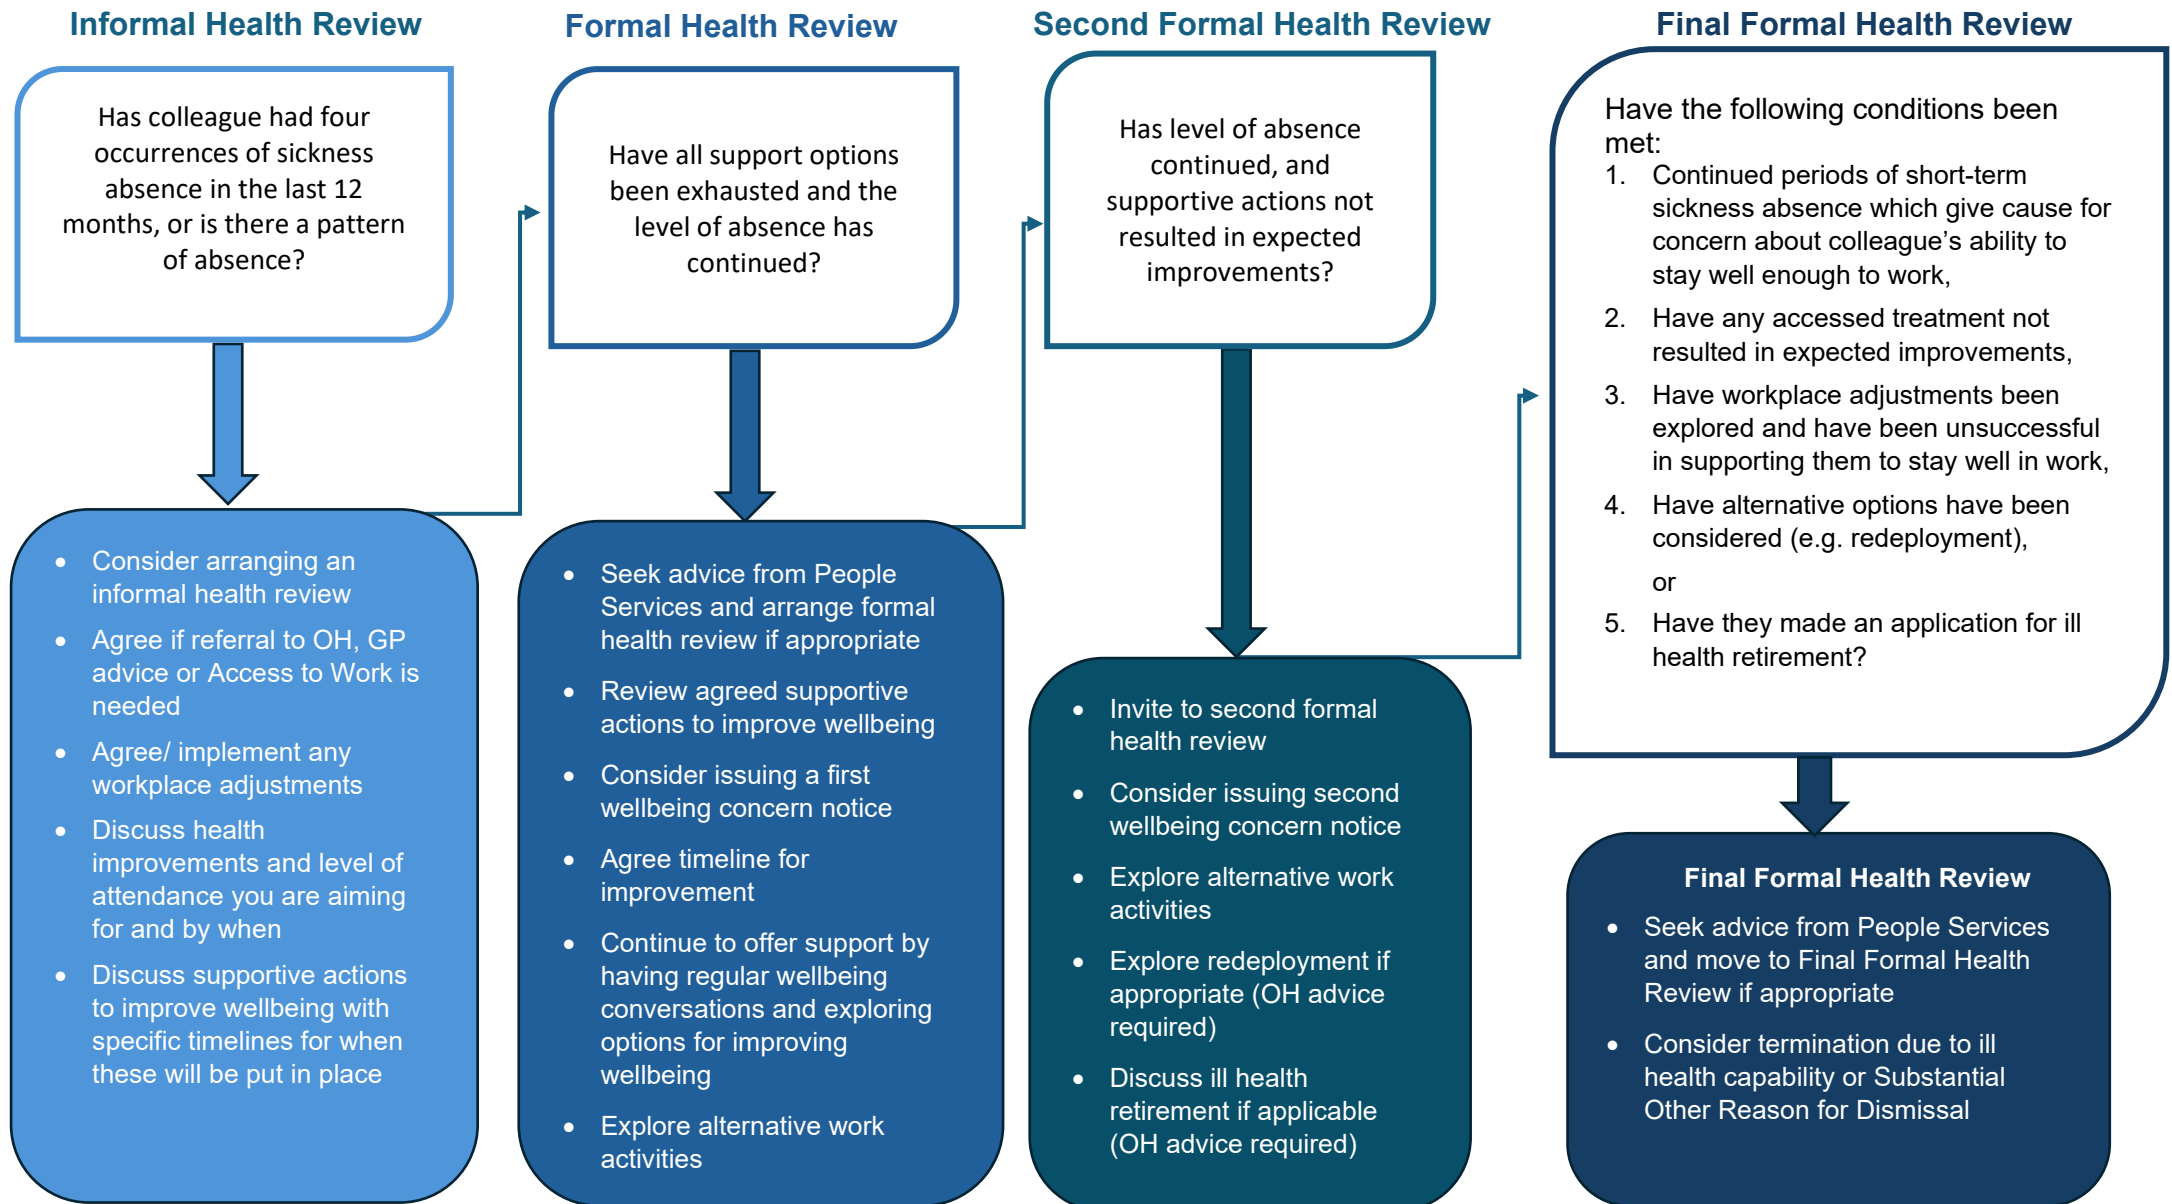 Informal Health Review
Has colleague had four
occurrences of sickness
absence in the last 12
months, or is there a pattern
of absence?
• Consider arranging an
informal health review
• Agree if referral to OH, GP
advice or Access to Work is
needed
• Agree/ implement any
workplace adjustments
• Discuss health
improvements and level of
attendance you are aiming
for and by when
• Discuss supportive actions
to improve wellbeing with
specific timelines for when
these will be put in place
Formal Health Review
Have all support options
been exhausted and the
level of absence has
continued?
• Seek advice from People
Services and arrange formal
health review if appropriate
• Review agreed supportive
actions to improve wellbeing
• Consider issuing a first
wellbeing concern notice
• Agree timeline for
improvement
• Continue to offer support by
having regular wellbeing
conversations and exploring
options for improving
wellbeing
• Explore alternative work
activities
Second Formal Health Review
Has level of absence
continued, and
supportive actions not
resulted in expected
improvements?
• Invite to second formal
health review
• Consider issuing second
wellbeing concern notice
• Explore alternative work
activities
• Explore redeployment if
appropriate (OH advice
required)
• Discuss ill health
retirement if applicable
(OH advice required)
Final Formal Health Review
Have the following conditions been
met:
1. Continued periods of short-term
sickness absence which give cause for
concern about colleague’s ability to
stay well enough to work,
2. Have any accessed treatment not
resulted in expected improvements,
3. Have workplace adjustments been
explored and have been unsuccessful
in supporting them to stay well in work,
4. Have alternative options have been
considered (e.g. redeployment),
or
5. Have they made an application for ill
health retirement?
Final Formal Health Review
• Seek advice from People Services
and move to Final Formal Health
Review if appropriate
• Consider termination due to ill
health capability or Substantial
Other Reason for Dismissal